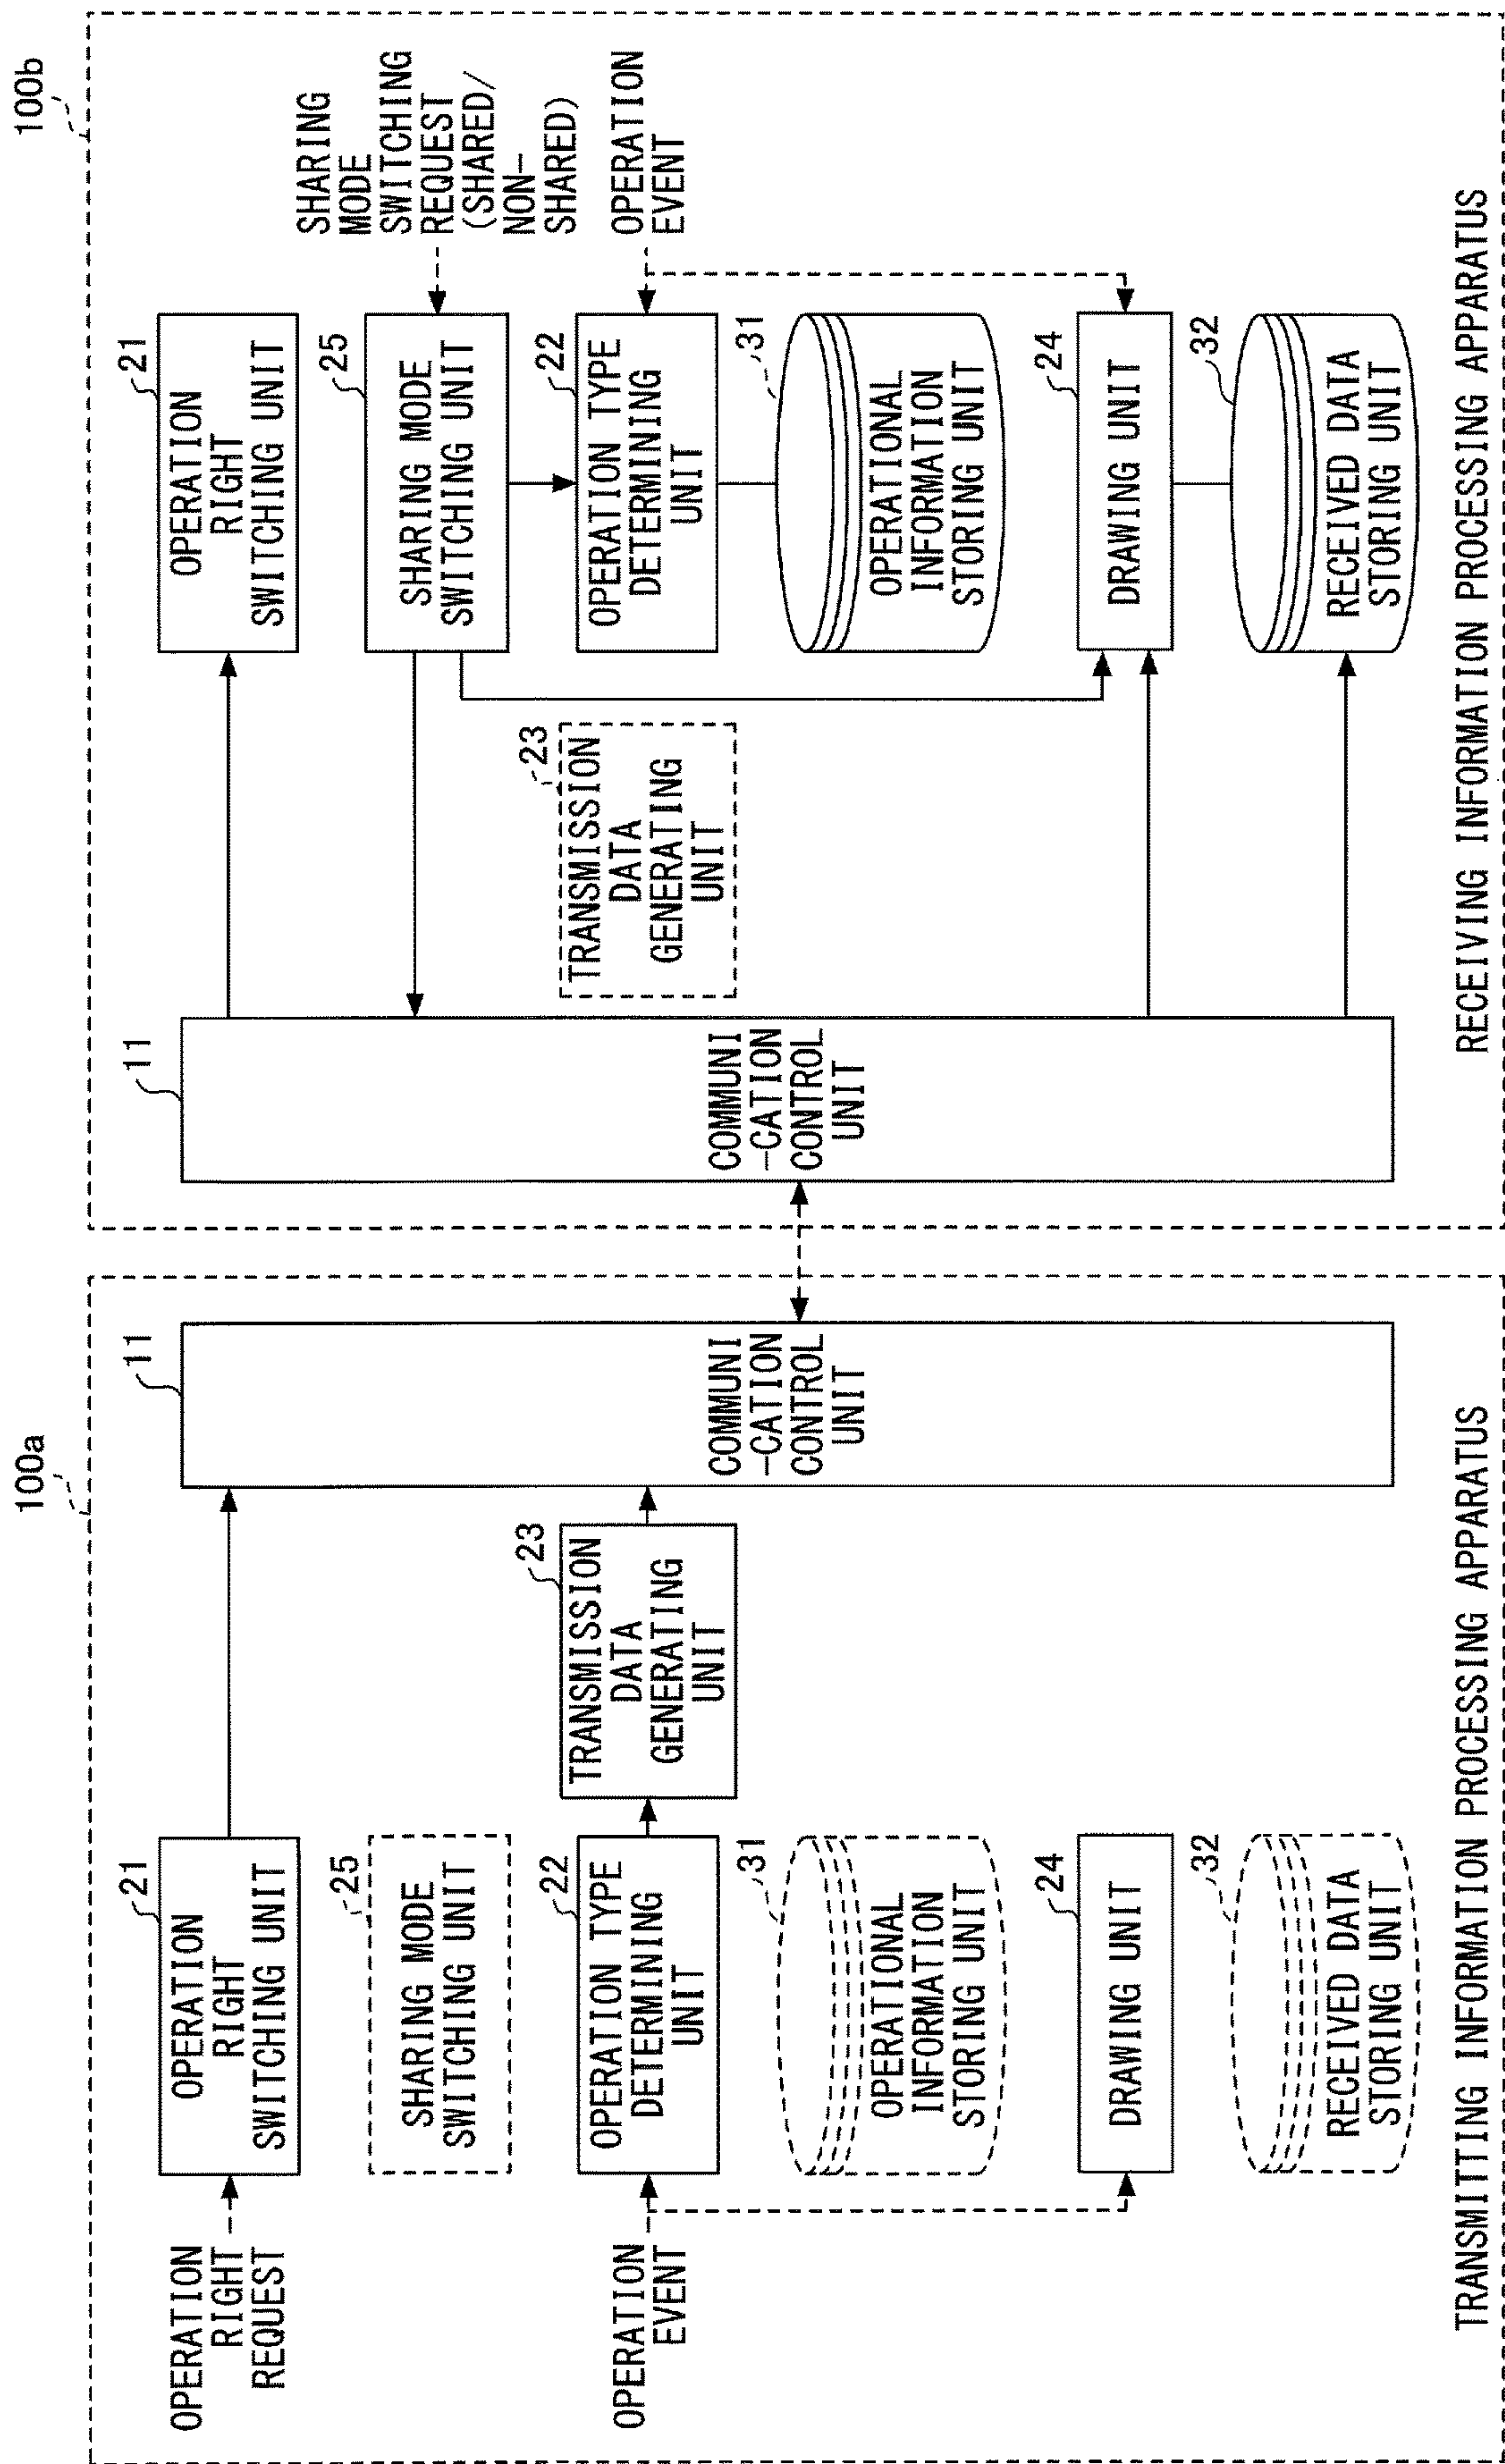 100a
OPERATION
RIGHT
REQUEST
21
OPERATION
RIGHT
SWITCHING UNIT
25
SHARING MODE
SWITCHING UNIT
OPERATION
EVENT
22
OPERATION TYPE
DETERMINING
UNIT
23
TRANSMISSION
DATA
GENERATING
UNIT
31
OPERATIONAL
INFORMATION
STORING UNIT
24
DRAWING UNIT
32
RECEIVED DATA
STORING UNIT
11
COMMUNI
-CATION
CONTROL
UNIT
TRANSMITTING INFORMATION PROCESSING APPARATUS
100b
11
COMMUNI
-CATION
CONTROL
UNIT
21
OPERATION
RIGHT
SWITCHING UNIT
25
SHARING MODE
SWITCHING UNIT
SHARING
MODE
SWITCHING
REQUEST
(SHARED/
NON-
SHARED)
23
TRANSMISSION
DATA
GENERATING
UNIT
22
OPERATION TYPE
DETERMINING
UNIT
OPERATION
EVENT
31
OPERATIONAL
INFORMATION
STORING UNIT
24
DRAWING UNIT
32
RECEIVED DATA
STORING UNIT
RECEIVING INFORMATION PROCESSING APPARATUS